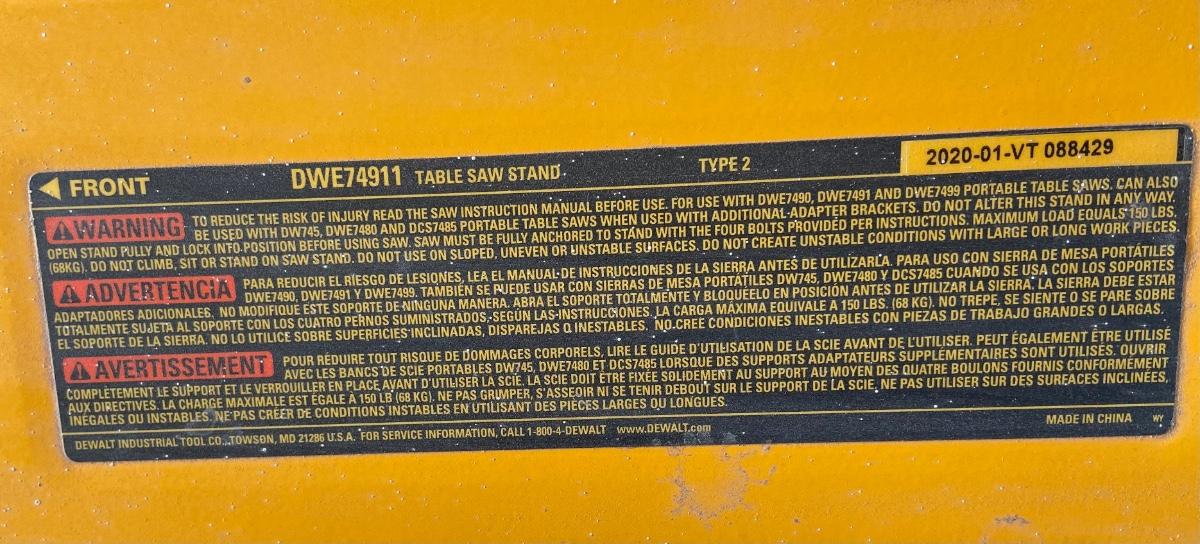 ◀ FRONT DWE74911 TABLE SAW STAND TYPE 2 2020-01-VT 088429
⚠WARNING TO REDUCE THE RISK OF INJURY READ THE SAW INSTRUCTION MANUAL BEFORE USE. FOR USE WITH DWE7490, DWE7491 AND DWE7499 PORTABLE TABLE SAWS. CAN ALSO
BE USED WITH DW745, DWE7480 AND DCS7485 PORTABLE TABLE SAWS WHEN USED WITH ADDITIONAL ADAPTER BRACKETS. DO NOT ALTER THIS STAND IN ANY WAY.
OPEN STAND FULLY AND LOCK INTO POSITION BEFORE USING SAW. SAW MUST BE FULLY ANCHORED TO STAND WITH THE FOUR BOLTS PROVIDED PER INSTRUCTIONS. MAXIMUM LOAD EQUALS 150 LBS.
(68KG). DO NOT CLIMB, SIT OR STAND ON SAW STAND. DO NOT USE ON SLOPED, UNEVEN OR UNSTABLE SURFACES. DO NOT CREATE UNSTABLE CONDITIONS WITH LARGE OR LONG WORK PIECES.
⚠ADVERTENCIA PARA REDUCIR EL RIESGO DE LESIONES, LEA EL MANUAL DE INSTRUCCIONES DE LA SIERRA ANTES DE UTILIZARLA. PARA USO CON SIERRA DE MESA PORTÁTILES
DWE7490, DWE7491 Y DWE7499. TAMBIÉN SE PUEDE USAR CON SIERRAS DE MESA PORTÁTILES DW745, DWE7480 Y DCS7485 CUANDO SE USA CON LOS SOPORTES
ADAPTADORES ADICIONALES. NO MODIFIQUE ESTE SOPORTE DE NINGUNA MANERA. ABRA EL SOPORTE TOTALMENTE Y BLOQUÉELO EN POSICIÓN ANTES DE UTILIZAR LA SIERRA. LA SIERRA DEBE ESTAR
TOTALMENTE SUJETA AL SOPORTE CON LOS CUATRO PERNOS SUMINISTRADOS, SEGÚN LAS INSTRUCCIONES. LA CARGA MÁXIMA EQUIVALE A 150 LBS. (68 KG). NO TREPE, SE SIENTE O SE PARE SOBRE
EL SOPORTE DE LA SIERRA. NO LO UTILICE SOBRE SUPERFICIES INCLINADAS, DISPAREJAS O INESTABLES. NO CREE CONDICIONES INESTABLES CON PIEZAS DE TRABAJO GRANDES O LARGAS.
⚠AVERTISSEMENT POUR RÉDUIRE TOUT RISQUE DE DOMMAGES CORPORELS, LIRE LE GUIDE D'UTILISATION DE LA SCIE AVANT DE L'UTILISER. PEUT ÉGALEMENT ÊTRE UTILISÉ
AVEC LES BANCS DE SCIE PORTABLES DW745, DWE7480 ET DCS7485 LORSQUE DES SUPPORTS ADAPTATEURS SUPPLÉMENTAIRES SONT UTILISÉS. OUVRIR
COMPLÈTEMENT LE SUPPORT ET LE VERROUILLER EN PLACE AVANT D'UTILISER LA SCIE. LA SCIE DOIT ÊTRE FIXÉE SOLIDEMENT AU SUPPORT AU MOYEN DES QUATRE BOULONS FOURNIS CONFORMÉMENT
AUX DIRECTIVES. LA CHARGE MAXIMALE EST ÉGALE À 150 LB (68 KG). NE PAS GRIMPER, S'ASSEOIR NI SE TENIR DEBOUT SUR LE SUPPORT DE LA SCIE. NE PAS UTILISER SUR DES SURFACES INCLINÉES,
INÉGALES OU INSTABLES. NE PAS CRÉER DE CONDITIONS INSTABLES EN UTILISANT DES PIÈCES LARGES OU LONGUES.
DEWALT INDUSTRIAL TOOL CO., TOWSON, MD 21286 U.S.A. FOR SERVICE INFORMATION, CALL 1-800-4-DEWALT www.DEWALT.com MADE IN CHINA WY